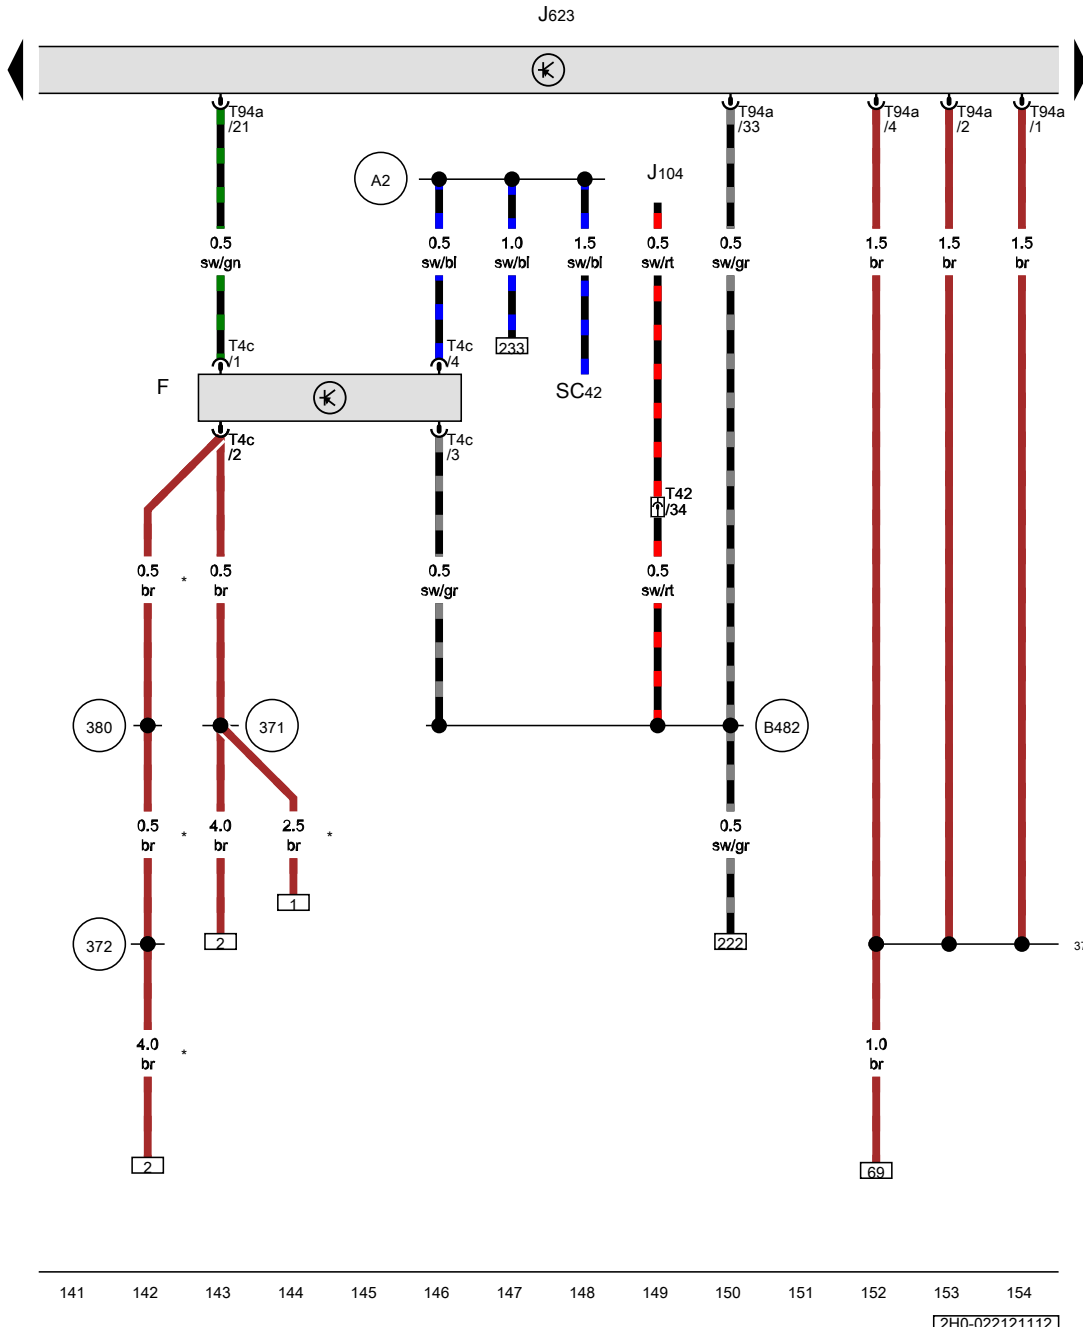 J623
T94a
/21
T94a
/33
T94a
/4
T94a
/2
T94a
/1
A2
J104
0.5
sw/gn
0.5
sw/bl
1.0
sw/bl
1.5
sw/bl
0.5
sw/rt
0.5
sw/gr
1.5
br
1.5
br
1.5
br
T4c
/1
T4c
/4
233
F
SC42
T4c
/2
T4c
/3
T42
/34
0.5
br
*
0.5
br
0.5
sw/gr
0.5
sw/rt
380
371
B482
0.5
br
*
4.0
br
2.5
br
*
0.5
sw/gr
1
372
2
222
4.0
br
*
1.0
br
2
69
141 142 143 144 145 146 147 148 149 150 151 152 153 154
2H0-022121112